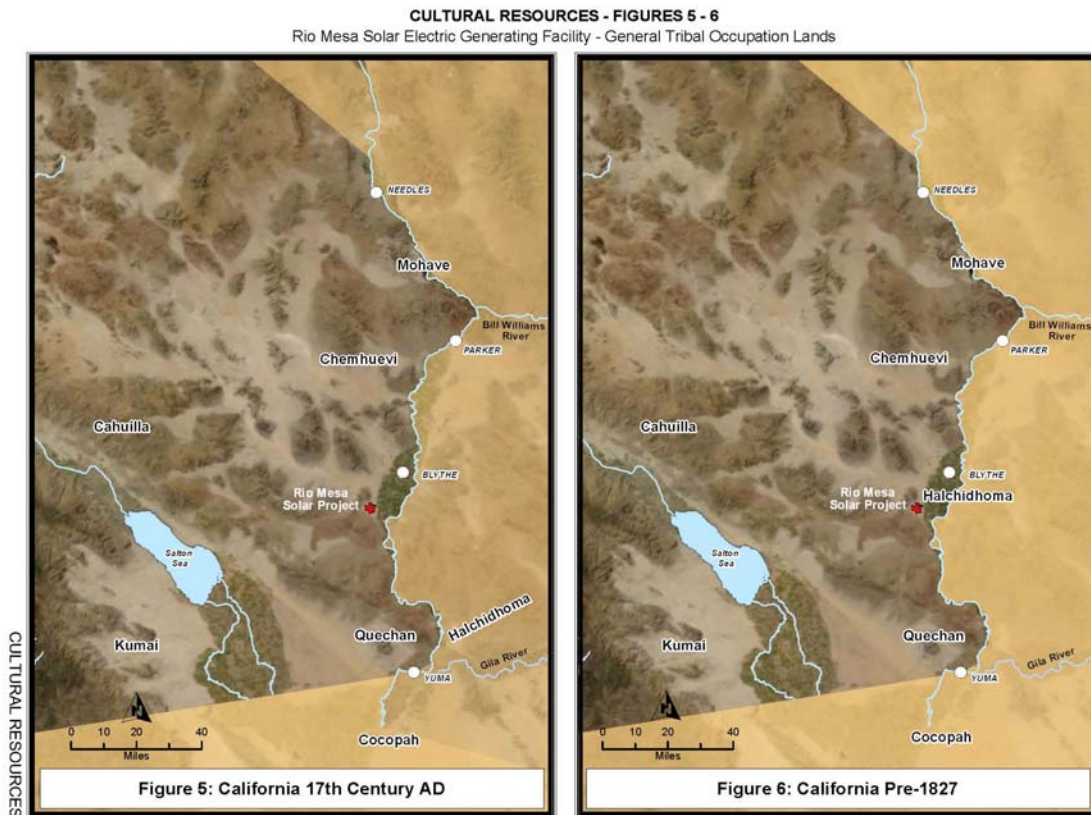 CULTURAL RESOURCES - FIGURES 5 - 6
Rio Mesa Solar Electric Generating Facility - General Tribal Occupation Lands
NEEDLES
Mohave
Bill Williams
River
PARKER
Chemhuevi
Cahuilla
BLYTHE
Rio Mesa
Solar Project
Salton
Sea
Halchidhoma
Kumai
Quechan
Gila River
YUMA
Cocopah
0 20 40
Miles
Figure 5: California 17th Century AD
NEEDLES
Mohave
Bill Williams
River
PARKER
Chemhuevi
Cahuilla
BLYTHE
Halchidhoma
Rio Mesa
Solar Project
Salton
Sea
Kumai
Quechan
Gila River
YUMA
Cocopah
0 20 40
Miles
Figure 6: California Pre-1827
CULTURAL RESOURCES